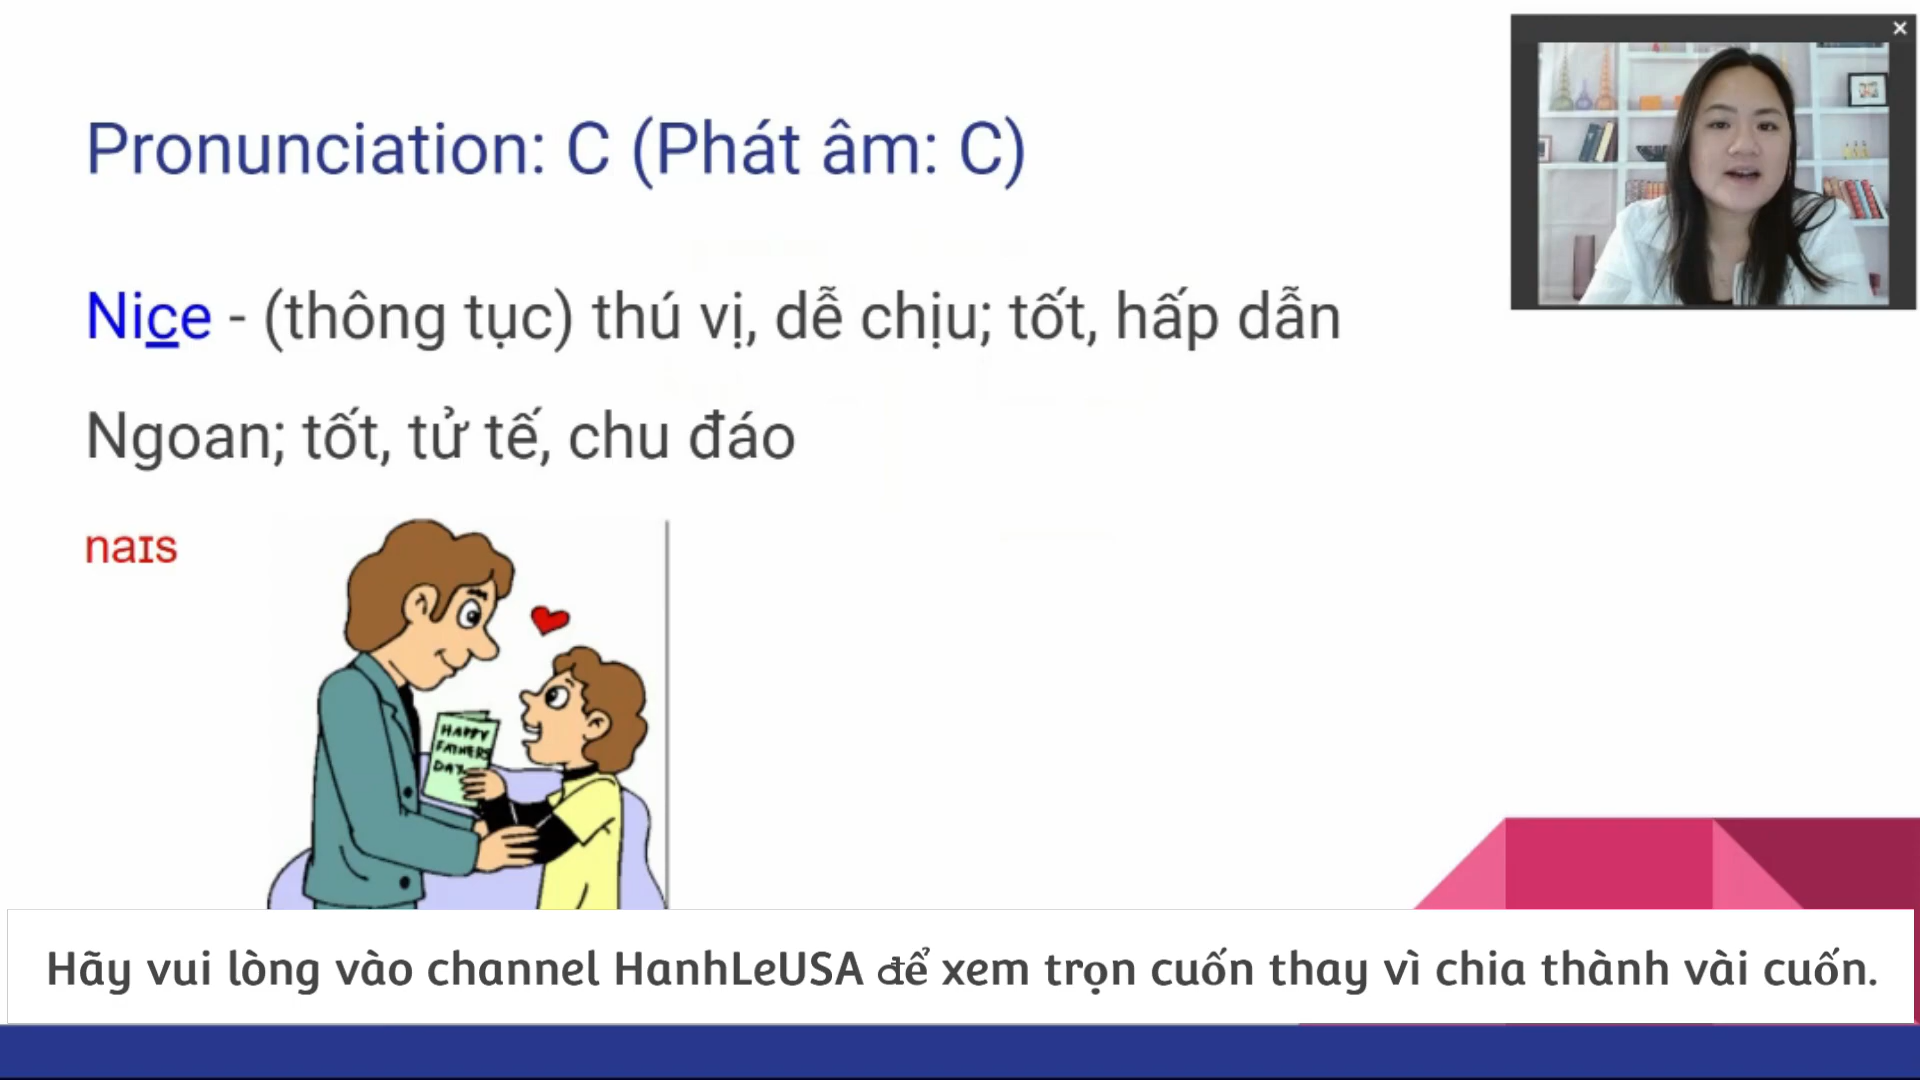 Pronunciation: C (Phát âm: C)
Nice - (thông tục) thú vị, dễ chịu; tốt, hấp dẫn
Ngoan; tốt, tử tế, chu đáo
naɪs
HAPPY
FATHERS
DAY
Hãy vui lòng vào channel HanhLeUSA để xem trọn cuốn thay vì chia thành vài cuốn.